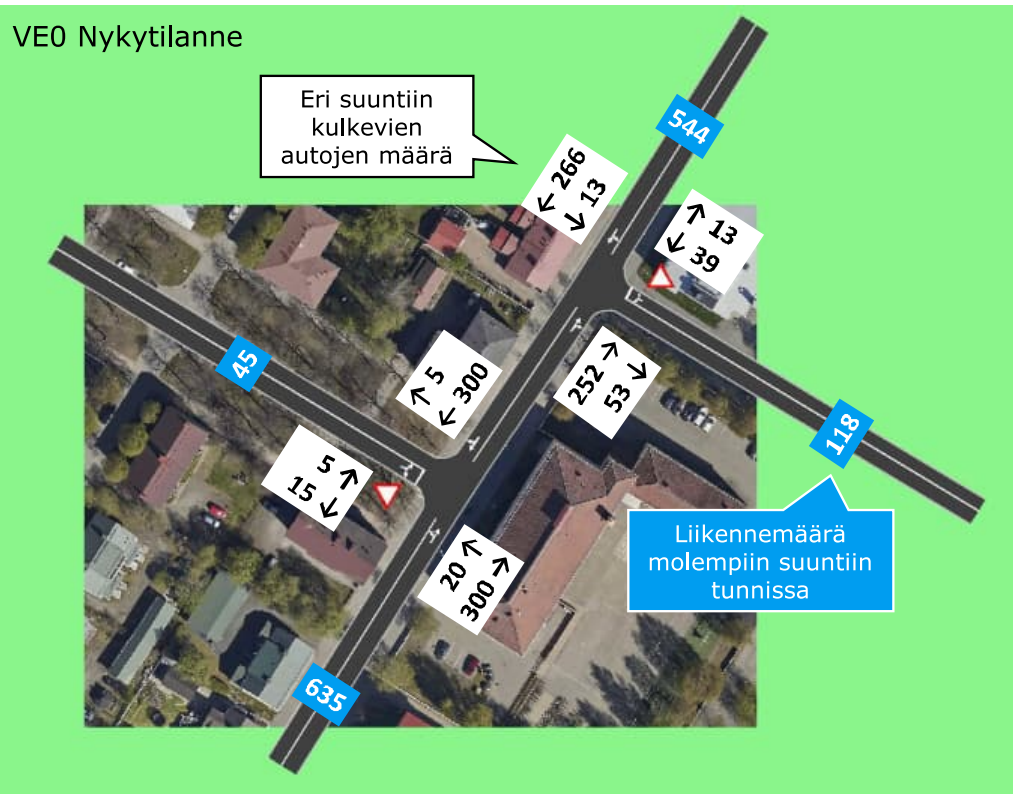 VE0 Nykytilanne
Eri suuntiin
kulkevien
autojen määrä
544
← 266
↓ 13
↑ 13
↓ 39
45
↑ 5
← 300
252 ↑
53 ↓
118
5 ↑
15 ↓
Liikennemäärä
molempiin suuntiin
tunnissa
20 ↑
300 →
635